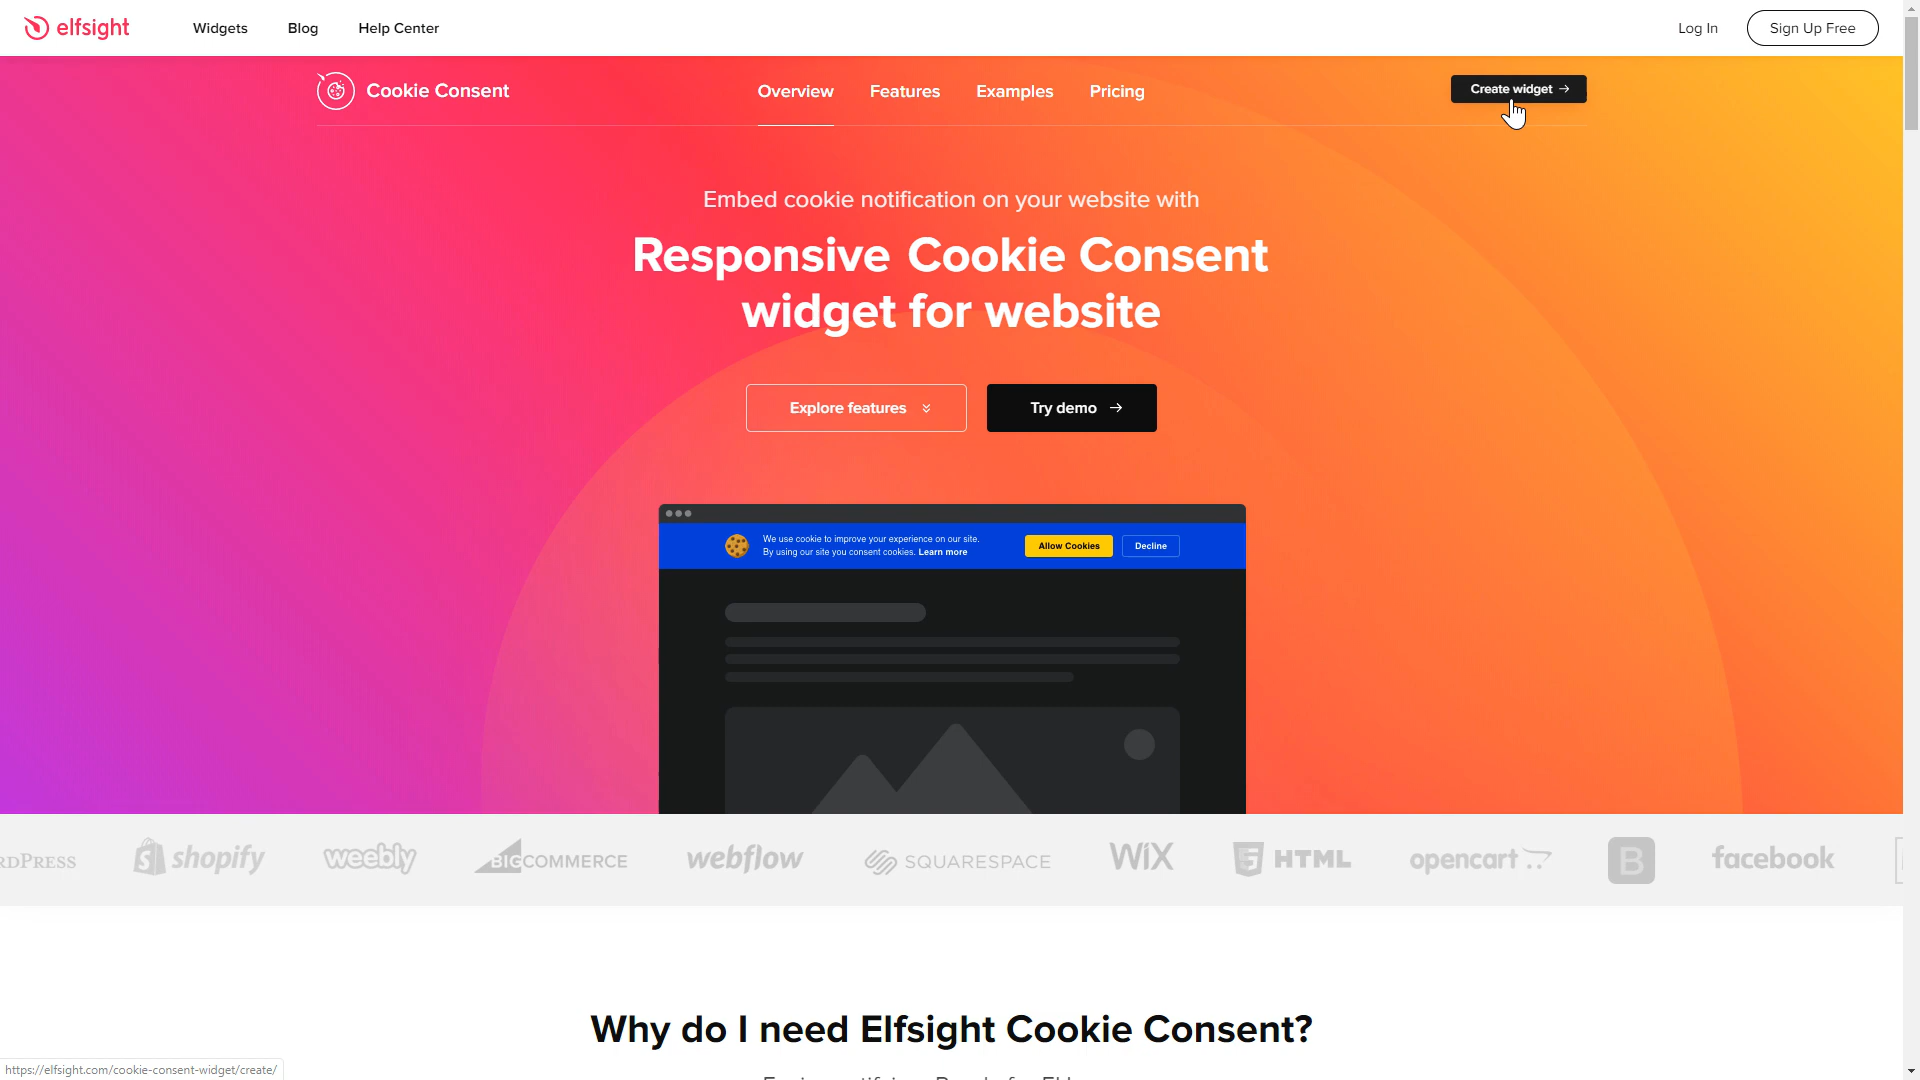 elfsight
Widgets
Blog
Help Center
Log In
Sign Up Free
Cookie Consent
Overview
Features
Examples
Pricing
Create widget →
Embed cookie notification on your website with
Responsive Cookie Consent
widget for website
Explore features
Try demo →
We use cookie to improve your experience on our site.
By using our site you consent cookies. Learn more
Allow Cookies
Decline
RDPRESS
shopify
weebly
BIGCOMMERCE
webflow
SQUARESPACE
WiX
HTML
opencart
B
facebook
Why do I need Elfsight Cookie Consent?
https://elfsight.com/cookie-consent-widget/create/